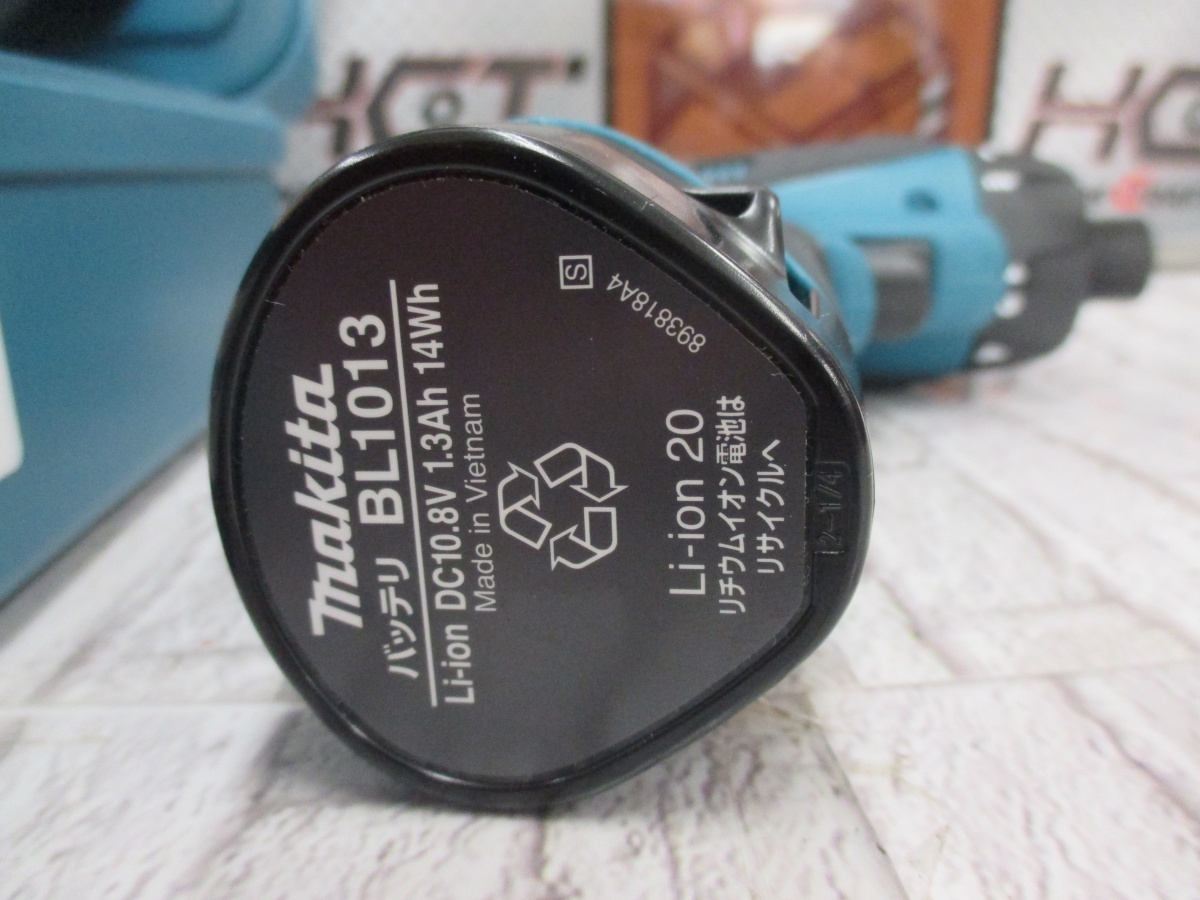 makita
バッテリ BL1013
Li-ion DC10.8V 1.3Ah 14Wh
Made in Vietnam
Li-ion 20
リチウムイオン電池は
リサイクルへ
S
893818A4
HCT